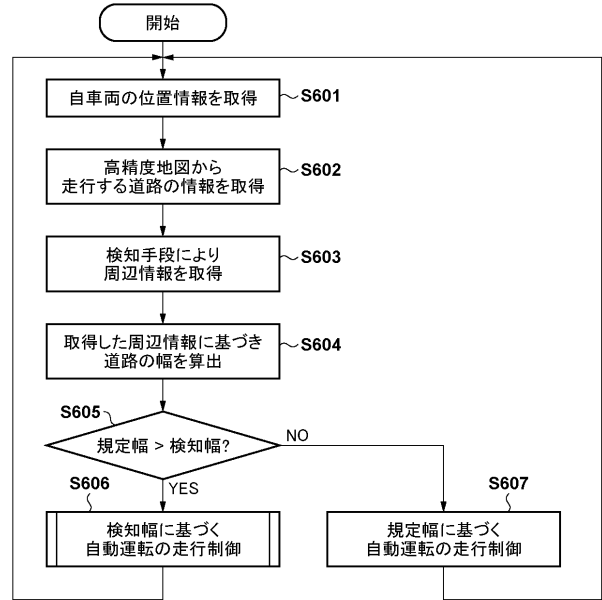 開始
自車両の位置情報を取得
S601
高精度地図から
走行する道路の情報を取得
S602
検知手段により
周辺情報を取得
S603
取得した周辺情報に基づき
道路の幅を算出
S604
S605
規定幅 > 検知幅?
NO
YES
S606
検知幅に基づく
自動運転の走行制御
S607
規定幅に基づく
自動運転の走行制御